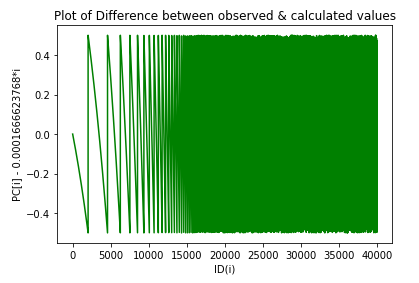 Plot of Difference between observed & calculated values
PC[i] - 0.0001666623768*i
0.4
0.2
0.0
−0.2
−0.4
0 5000 10000 15000 20000 25000 30000 35000 40000
ID(i)